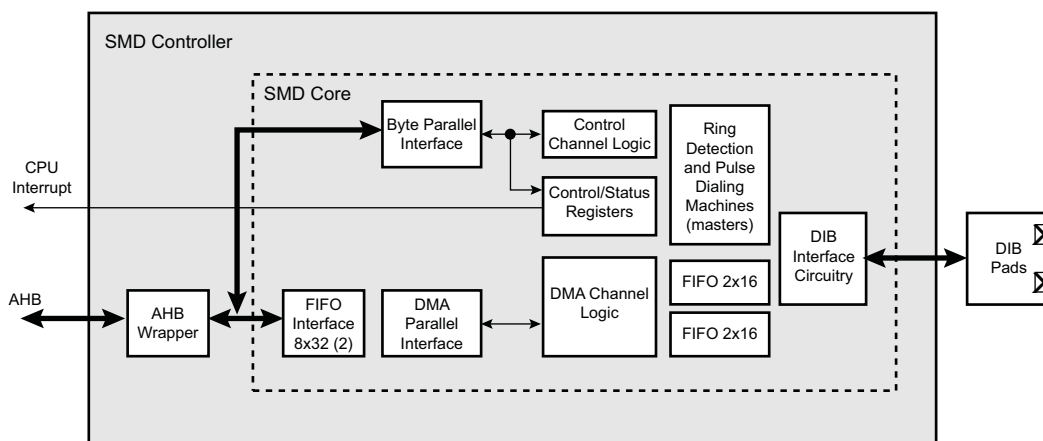 SMD Controller
SMD Core
Byte Parallel
Interface
Control
Channel Logic
Ring
Detection
and Pulse
Dialing
Machines
(masters)
CPU
Interrupt
Control/Status
Registers
DIB
Interface
Circuitry
DIB
Pads
AHB
AHB
Wrapper
FIFO
Interface
8x32 (2)
DMA
Parallel
Interface
DMA Channel
Logic
FIFO 2x16
FIFO 2x16